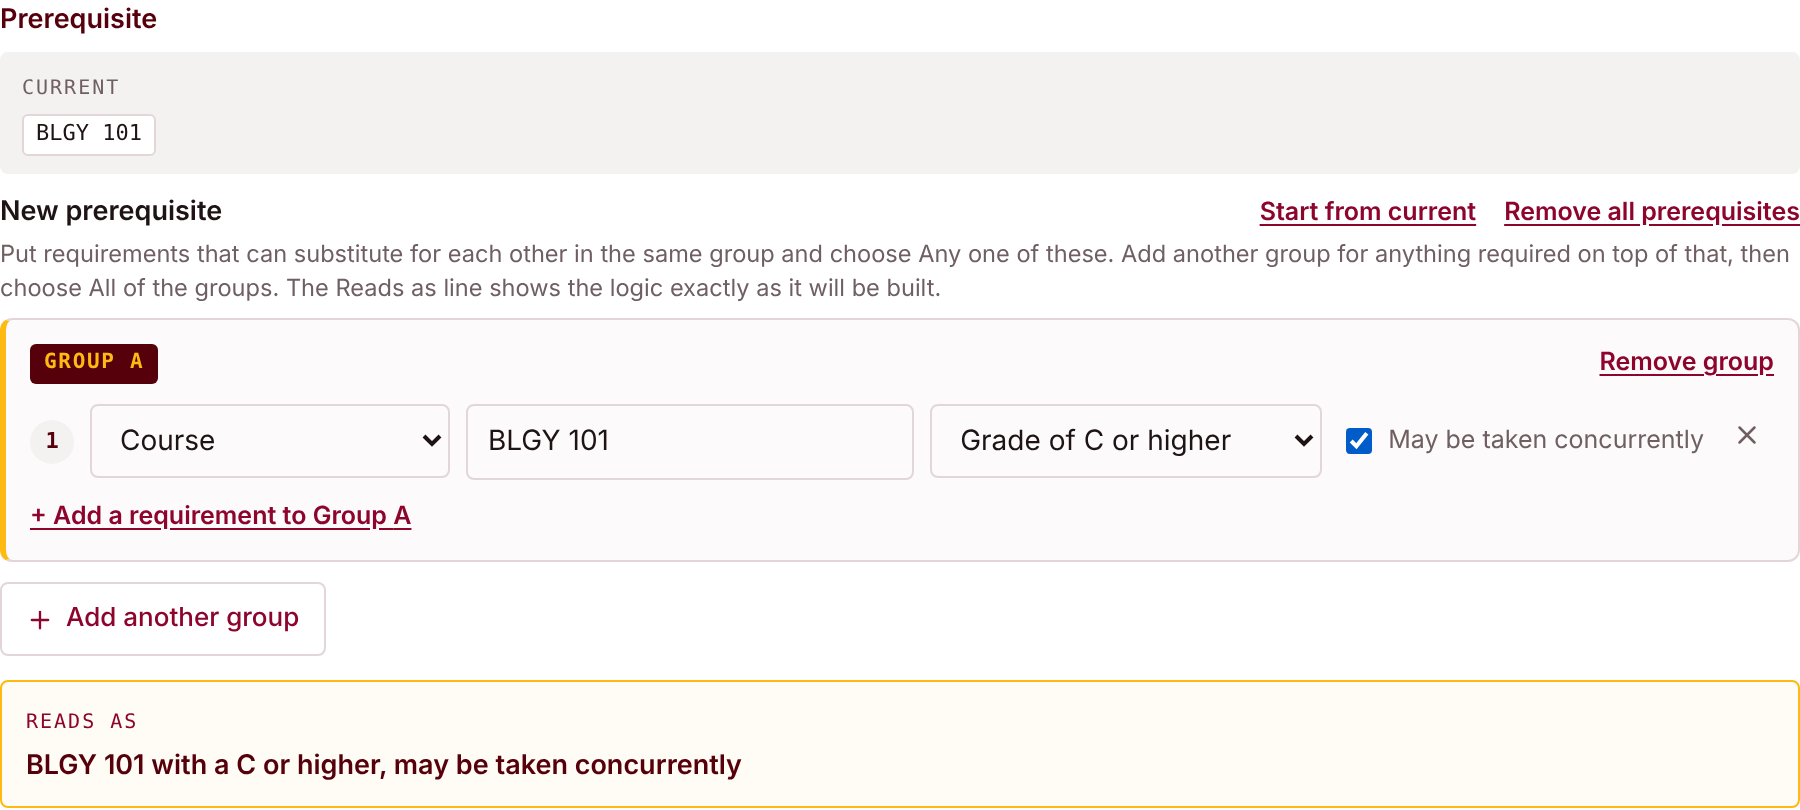 Prerequisite
CURRENT
BLGY 101
New prerequisite
Start from current
Remove all prerequisites
Put requirements that can substitute for each other in the same group and choose Any one of these. Add another group for anything required on top of that, then
choose All of the groups. The Reads as line shows the logic exactly as it will be built.
GROUP A
Remove group
1
Course
BLGY 101
Grade of C or higher
May be taken concurrently
+ Add a requirement to Group A
+ Add another group
READS AS
BLGY 101 with a C or higher, may be taken concurrently